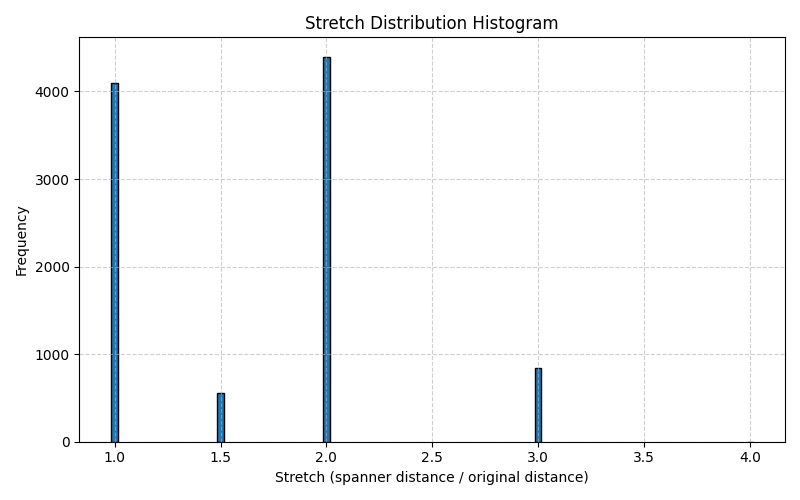 Stretch Distribution Histogram
Frequency
4000
3000
2000
1000
0
1.0 1.5 2.0 2.5 3.0 3.5 4.0
Stretch (spanner distance / original distance)